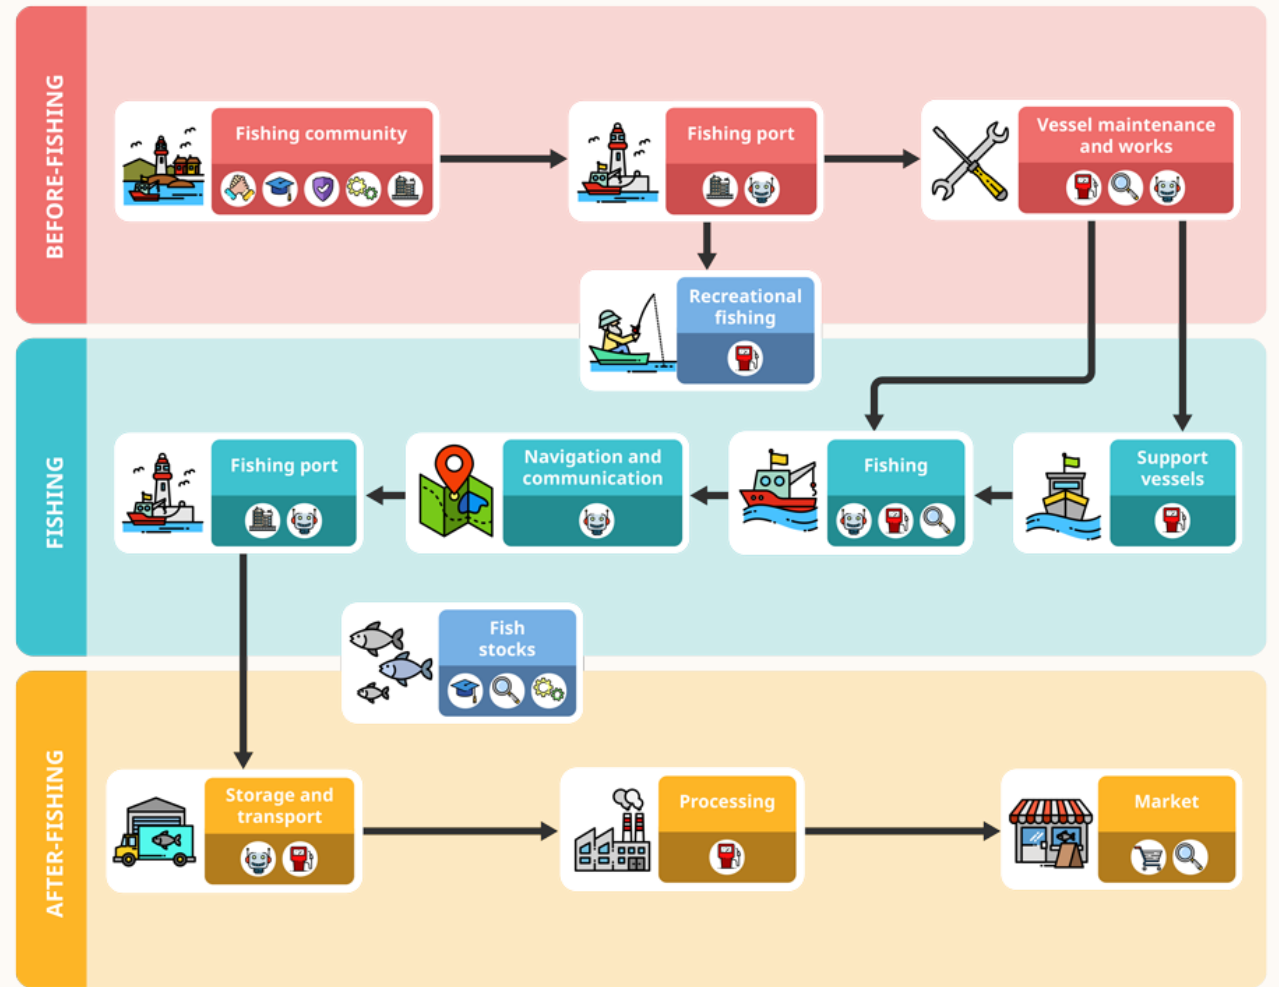 BEFORE-FISHING
Fishing community
Fishing port
Vessel maintenance
and works
Recreational
fishing
FISHING
Fishing port
Navigation and
communication
Fishing
Support
vessels
Fish
stocks
AFTER-FISHING
Storage and
transport
Processing
Market